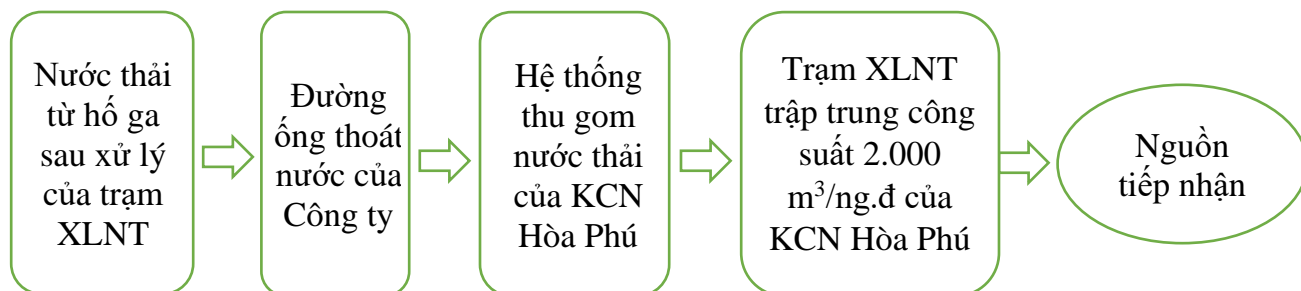 Nước thải
từ hố ga
sau xử lý
của trạm
XLNT
Đường
ống thoát
nước của
Công ty
Hệ thống
thu gom
nước thải
của KCN
Hòa Phú
Trạm XLNT
trập trung công
suất 2.000
m³/ng.đ của
KCN Hòa Phú
Nguồn
tiếp nhận